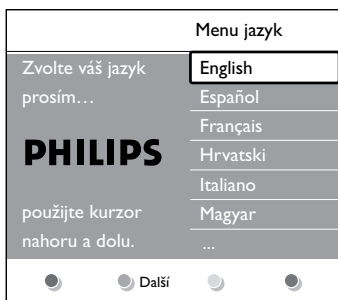 Menu jazyk
Zvolte váš jazyk
prosím…
PHILIPS
použijte kurzor
nahoru a dolu.
English
Español
Français
Hrvatski
Italiano
Magyar
...
Další